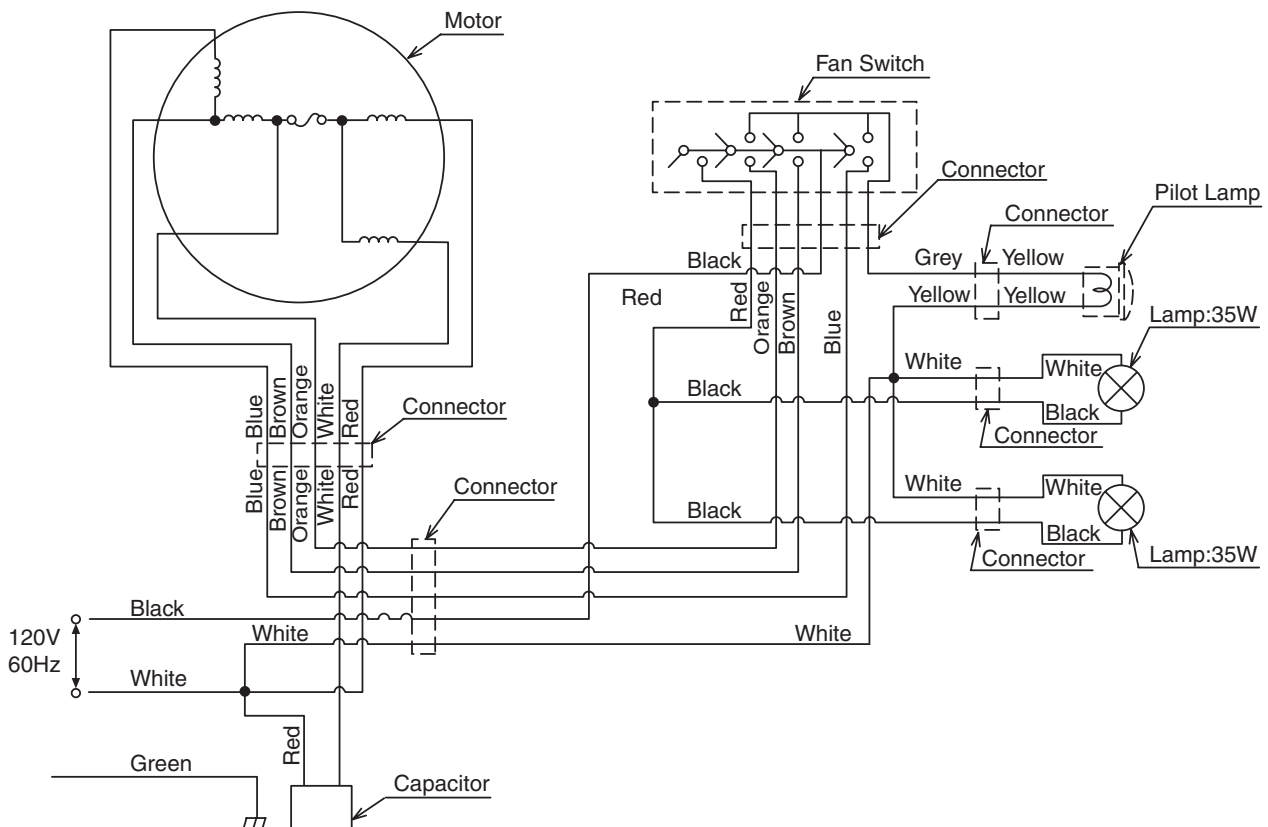 Motor
Fan Switch
Connector
Pilot Lamp
Connector
Black
Grey
Yellow
Red
Yellow
Yellow
Lamp:35W
Red
Orange
Brown
Blue
White
White
Black
Black
Connector
Blue
Brown
Orange
White
Red
Connector
Blue
Brown
Orange
White
Red
Connector
White
White
Black
Black
Connector
Lamp:35W
Black
120V
60Hz
White
White
White
Red
Green
Capacitor